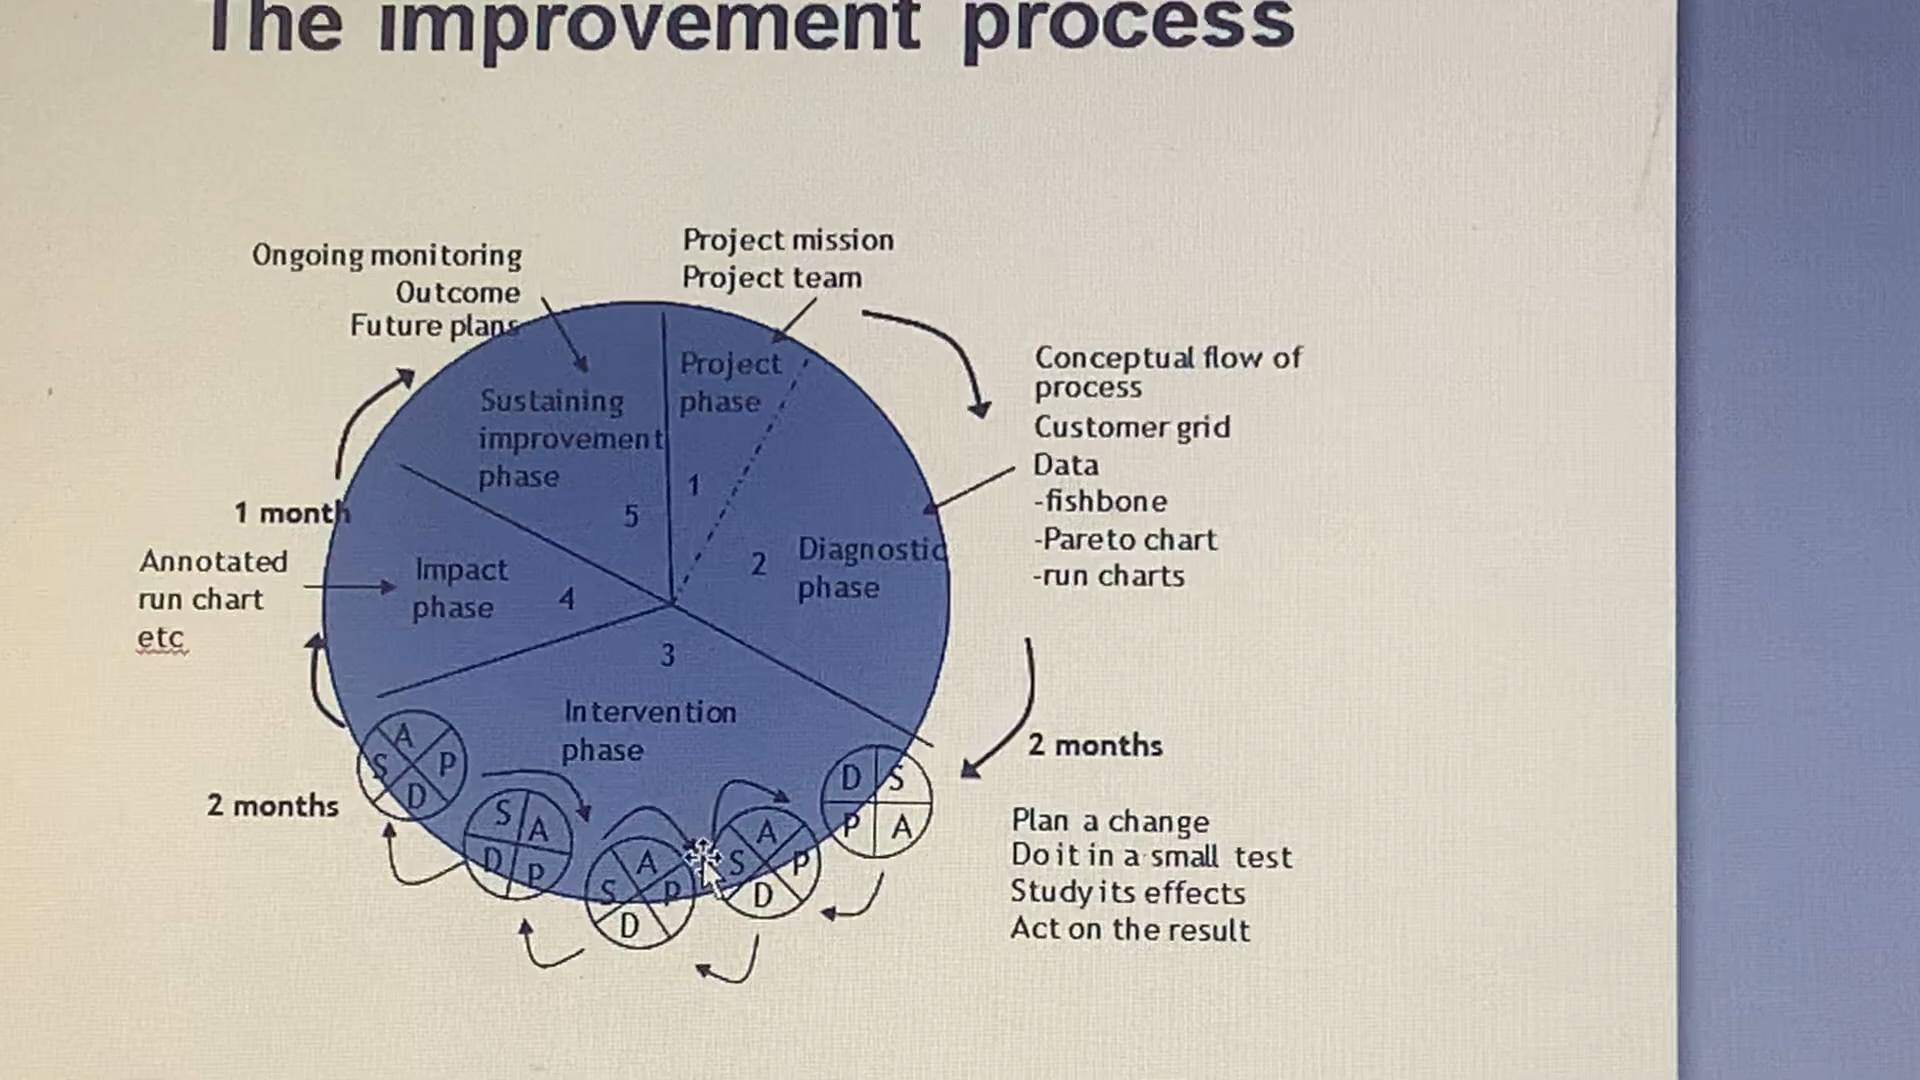 The improvement process
Ongoing monitoring
Outcome
Future plans
Project mission
Project team
Project
phase
1
Sustaining
improvement
phase
5
Conceptual flow of
process
Customer grid
Data
-fishbone
-Pareto chart
-run charts
1 month
Annotated
run chart
etc
Impact
phase
4
2
Diagnostic
phase
3
Intervention
phase
2 months
2 months
A
S P
D
S A
D P
A
S P
D
A
S P
D
D S
P A
Plan a change
Do it in a small test
Study its effects
Act on the result